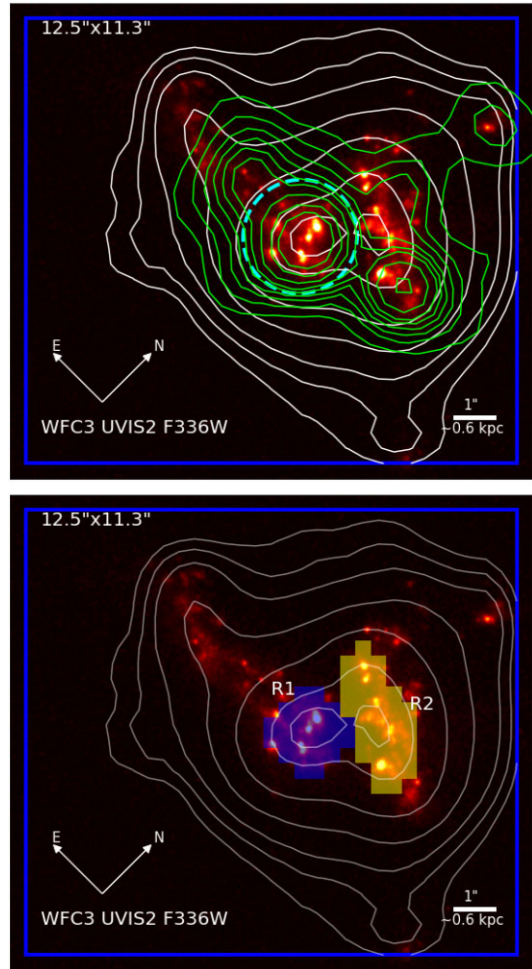 12.5"x11.3"
E
N
WFC3 UVIS2 F336W
1"
~0.6 kpc
12.5"x11.3"
R1
R2
E
N
WFC3 UVIS2 F336W
1"
~0.6 kpc